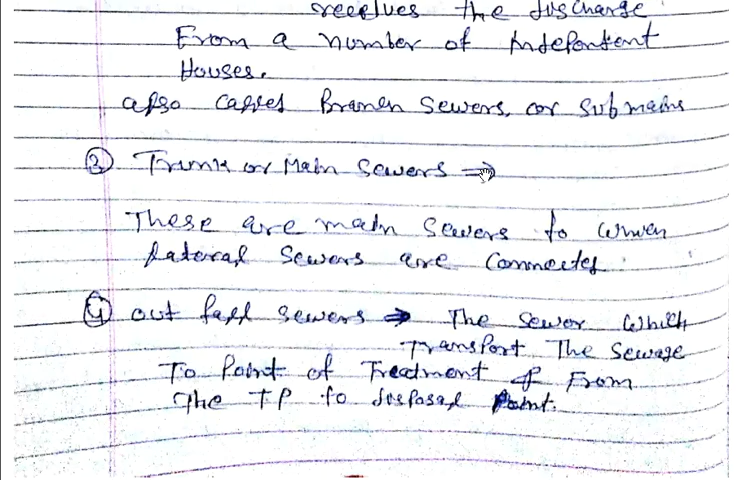 receives the discharge
From a number of Indepentent
Houses.
also called Branch Sewers, or Sub mains
③ Trunk or Main Sewers ⇒
These are main Sewers to which
lateral Sewers are Connected
④ out fall Sewers ⇒ The Sewer which
Transport The Sewage
To Point of Treatment & From
The TP to disposal Point.